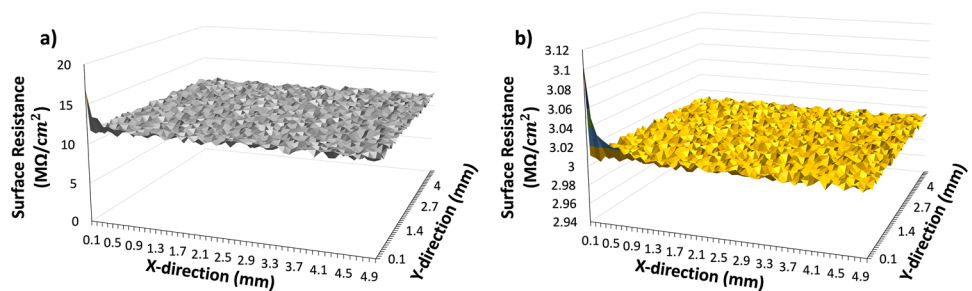 a)
Surface Resistance
(MΩ/cm²)
20
15
10
5
0
0.1 0.5 0.9 1.3 1.7 2.1 2.5 2.9 3.3 3.7 4.1 4.5 4.9
X-direction (mm)
0.1
1.4
2.7
4
Y-direction (mm)
b)
Surface Resistance
(MΩ/cm²)
3.12
3.1
3.08
3.06
3.04
3.02
3
2.98
2.96
2.94
0.1 0.5 0.9 1.3 1.7 2.1 2.5 2.9 3.3 3.7 4.1 4.5 4.9
X-direction (mm)
0.1
1.4
2.7
4
Y-direction (mm)